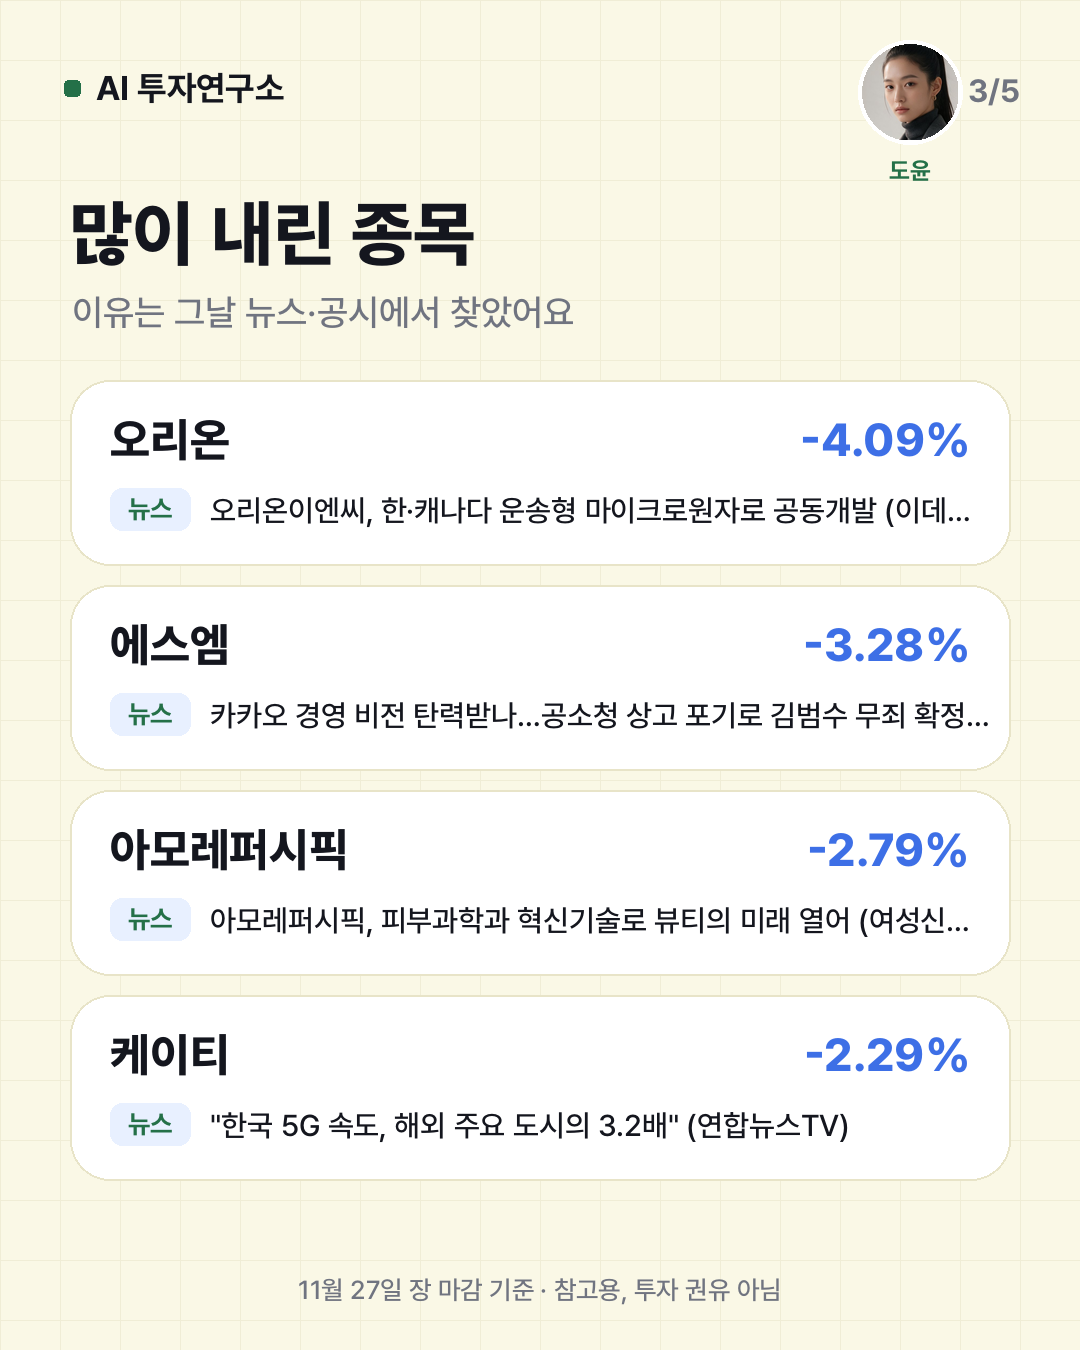 AI 투자연구소
3/5
도윤
많이 내린 종목
이유는 그날 뉴스·공시에서 찾았어요
오리온
-4.09%
뉴스
오리온이엔씨, 한·캐나다 운송형 마이크로원자로 공동개발 (이데...
에스엠
-3.28%
뉴스
카카오 경영 비전 탄력받나...공소청 상고 포기로 김범수 무죄 확정...
아모레퍼시픽
-2.79%
뉴스
아모레퍼시픽, 피부과학과 혁신기술로 뷰티의 미래 열어 (여성신...
케이티
-2.29%
뉴스
"한국 5G 속도, 해외 주요 도시의 3.2배" (연합뉴스TV)
11월 27일 장 마감 기준 · 참고용, 투자 권유 아님